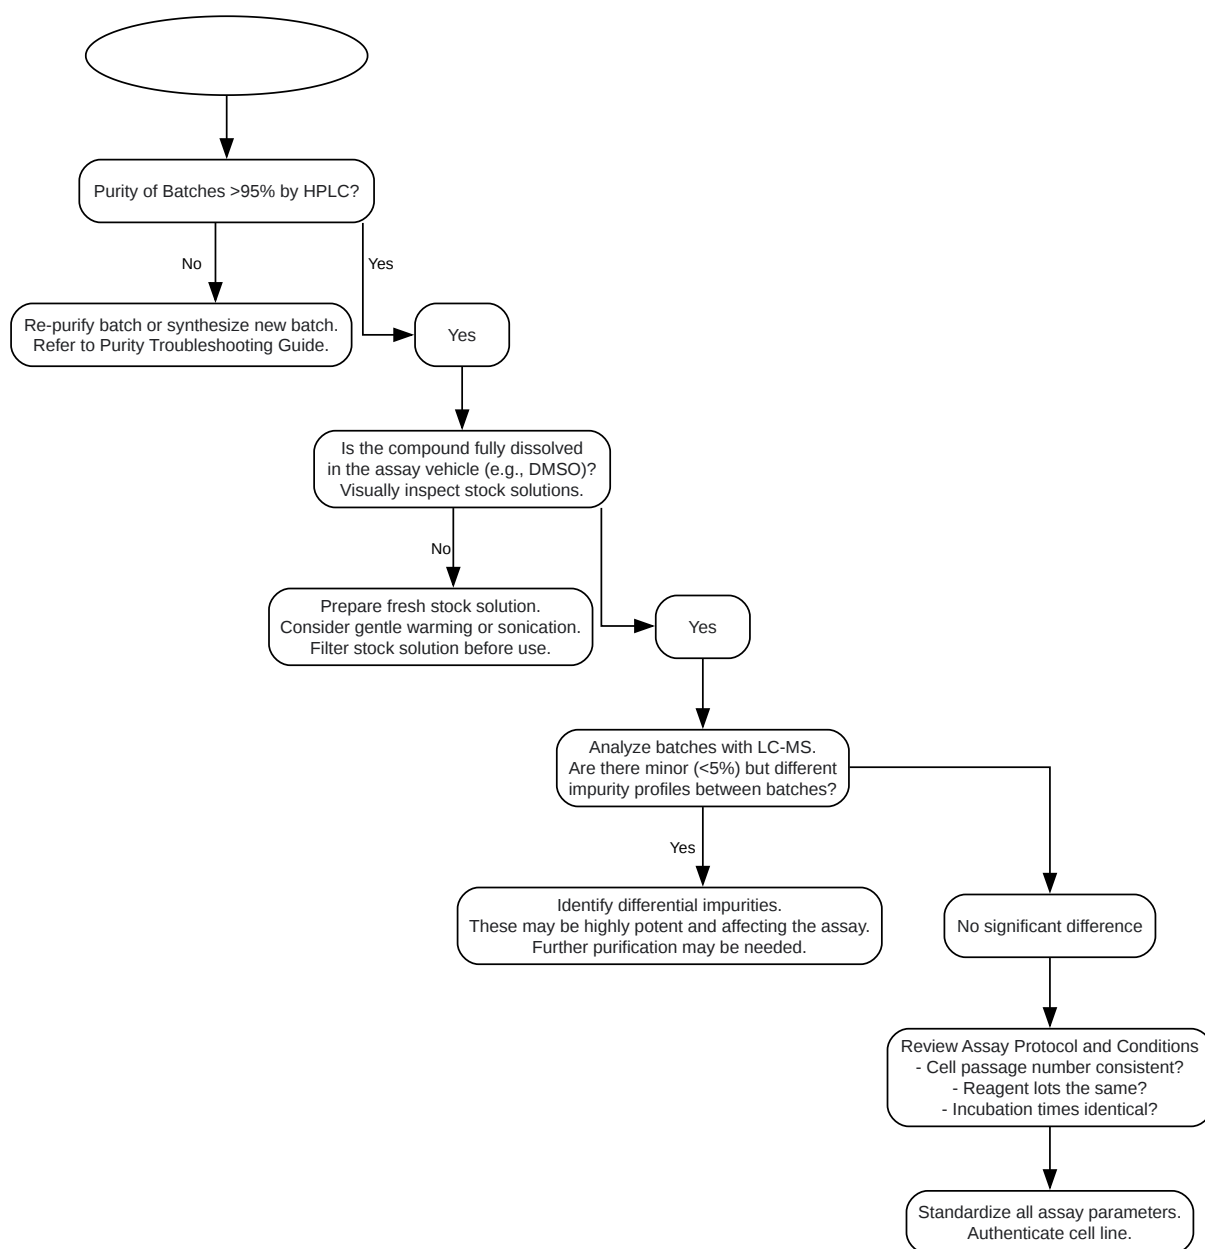 Purity of Batches >95% by HPLC?
No
Yes
Re-purify batch or synthesize new batch.
Refer to Purity Troubleshooting Guide.
Yes
Is the compound fully dissolved
in the assay vehicle (e.g., DMSO)?
Visually inspect stock solutions.
No
Prepare fresh stock solution.
Consider gentle warming or sonication.
Filter stock solution before use.
Yes
Analyze batches with LC-MS.
Are there minor (<5%) but different
impurity profiles between batches?
Yes
Identify differential impurities.
These may be highly potent and affecting the assay.
Further purification may be needed.
No significant difference
Review Assay Protocol and Conditions
- Cell passage number consistent?
- Reagent lots the same?
- Incubation times identical?
Standardize all assay parameters.
Authenticate cell line.